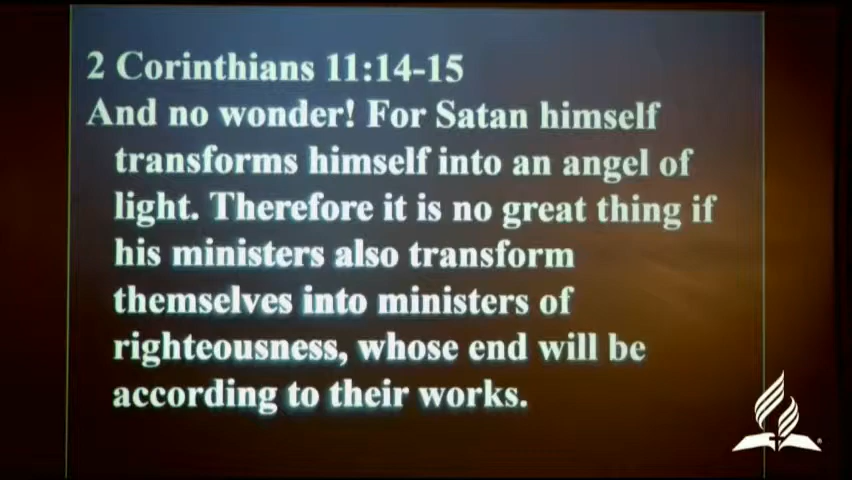 2 Corinthians 11:14-15
And no wonder! For Satan himself
transforms himself into an angel of
light. Therefore it is no great thing if
his ministers also transform
themselves into ministers of
righteousness, whose end will be
according to their works.